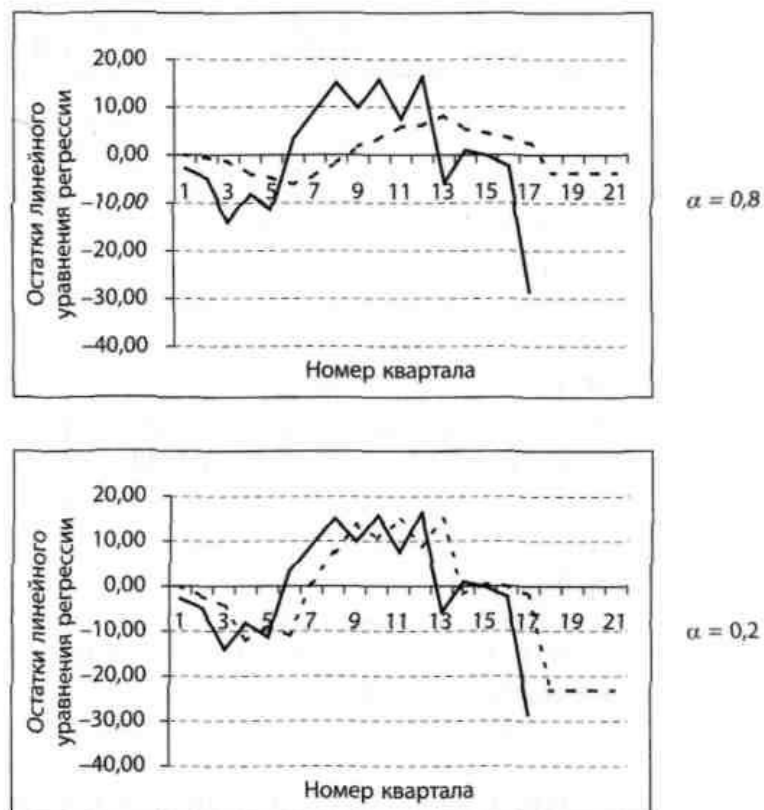 Остатки линейного
уравнения регрессии
20,00
10,00
0,00
–10,00
–20,00
–30,00
–40,00
1 3 5 7 9 11 13 15 17 19 21
Номер квартала
α = 0,8
Остатки линейного
уравнения регрессии
20,00
10,00
0,00
–10,00
–20,00
–30,00
–40,00
1 3 5 7 9 11 13 15 17 19 21
Номер квартала
α = 0,2